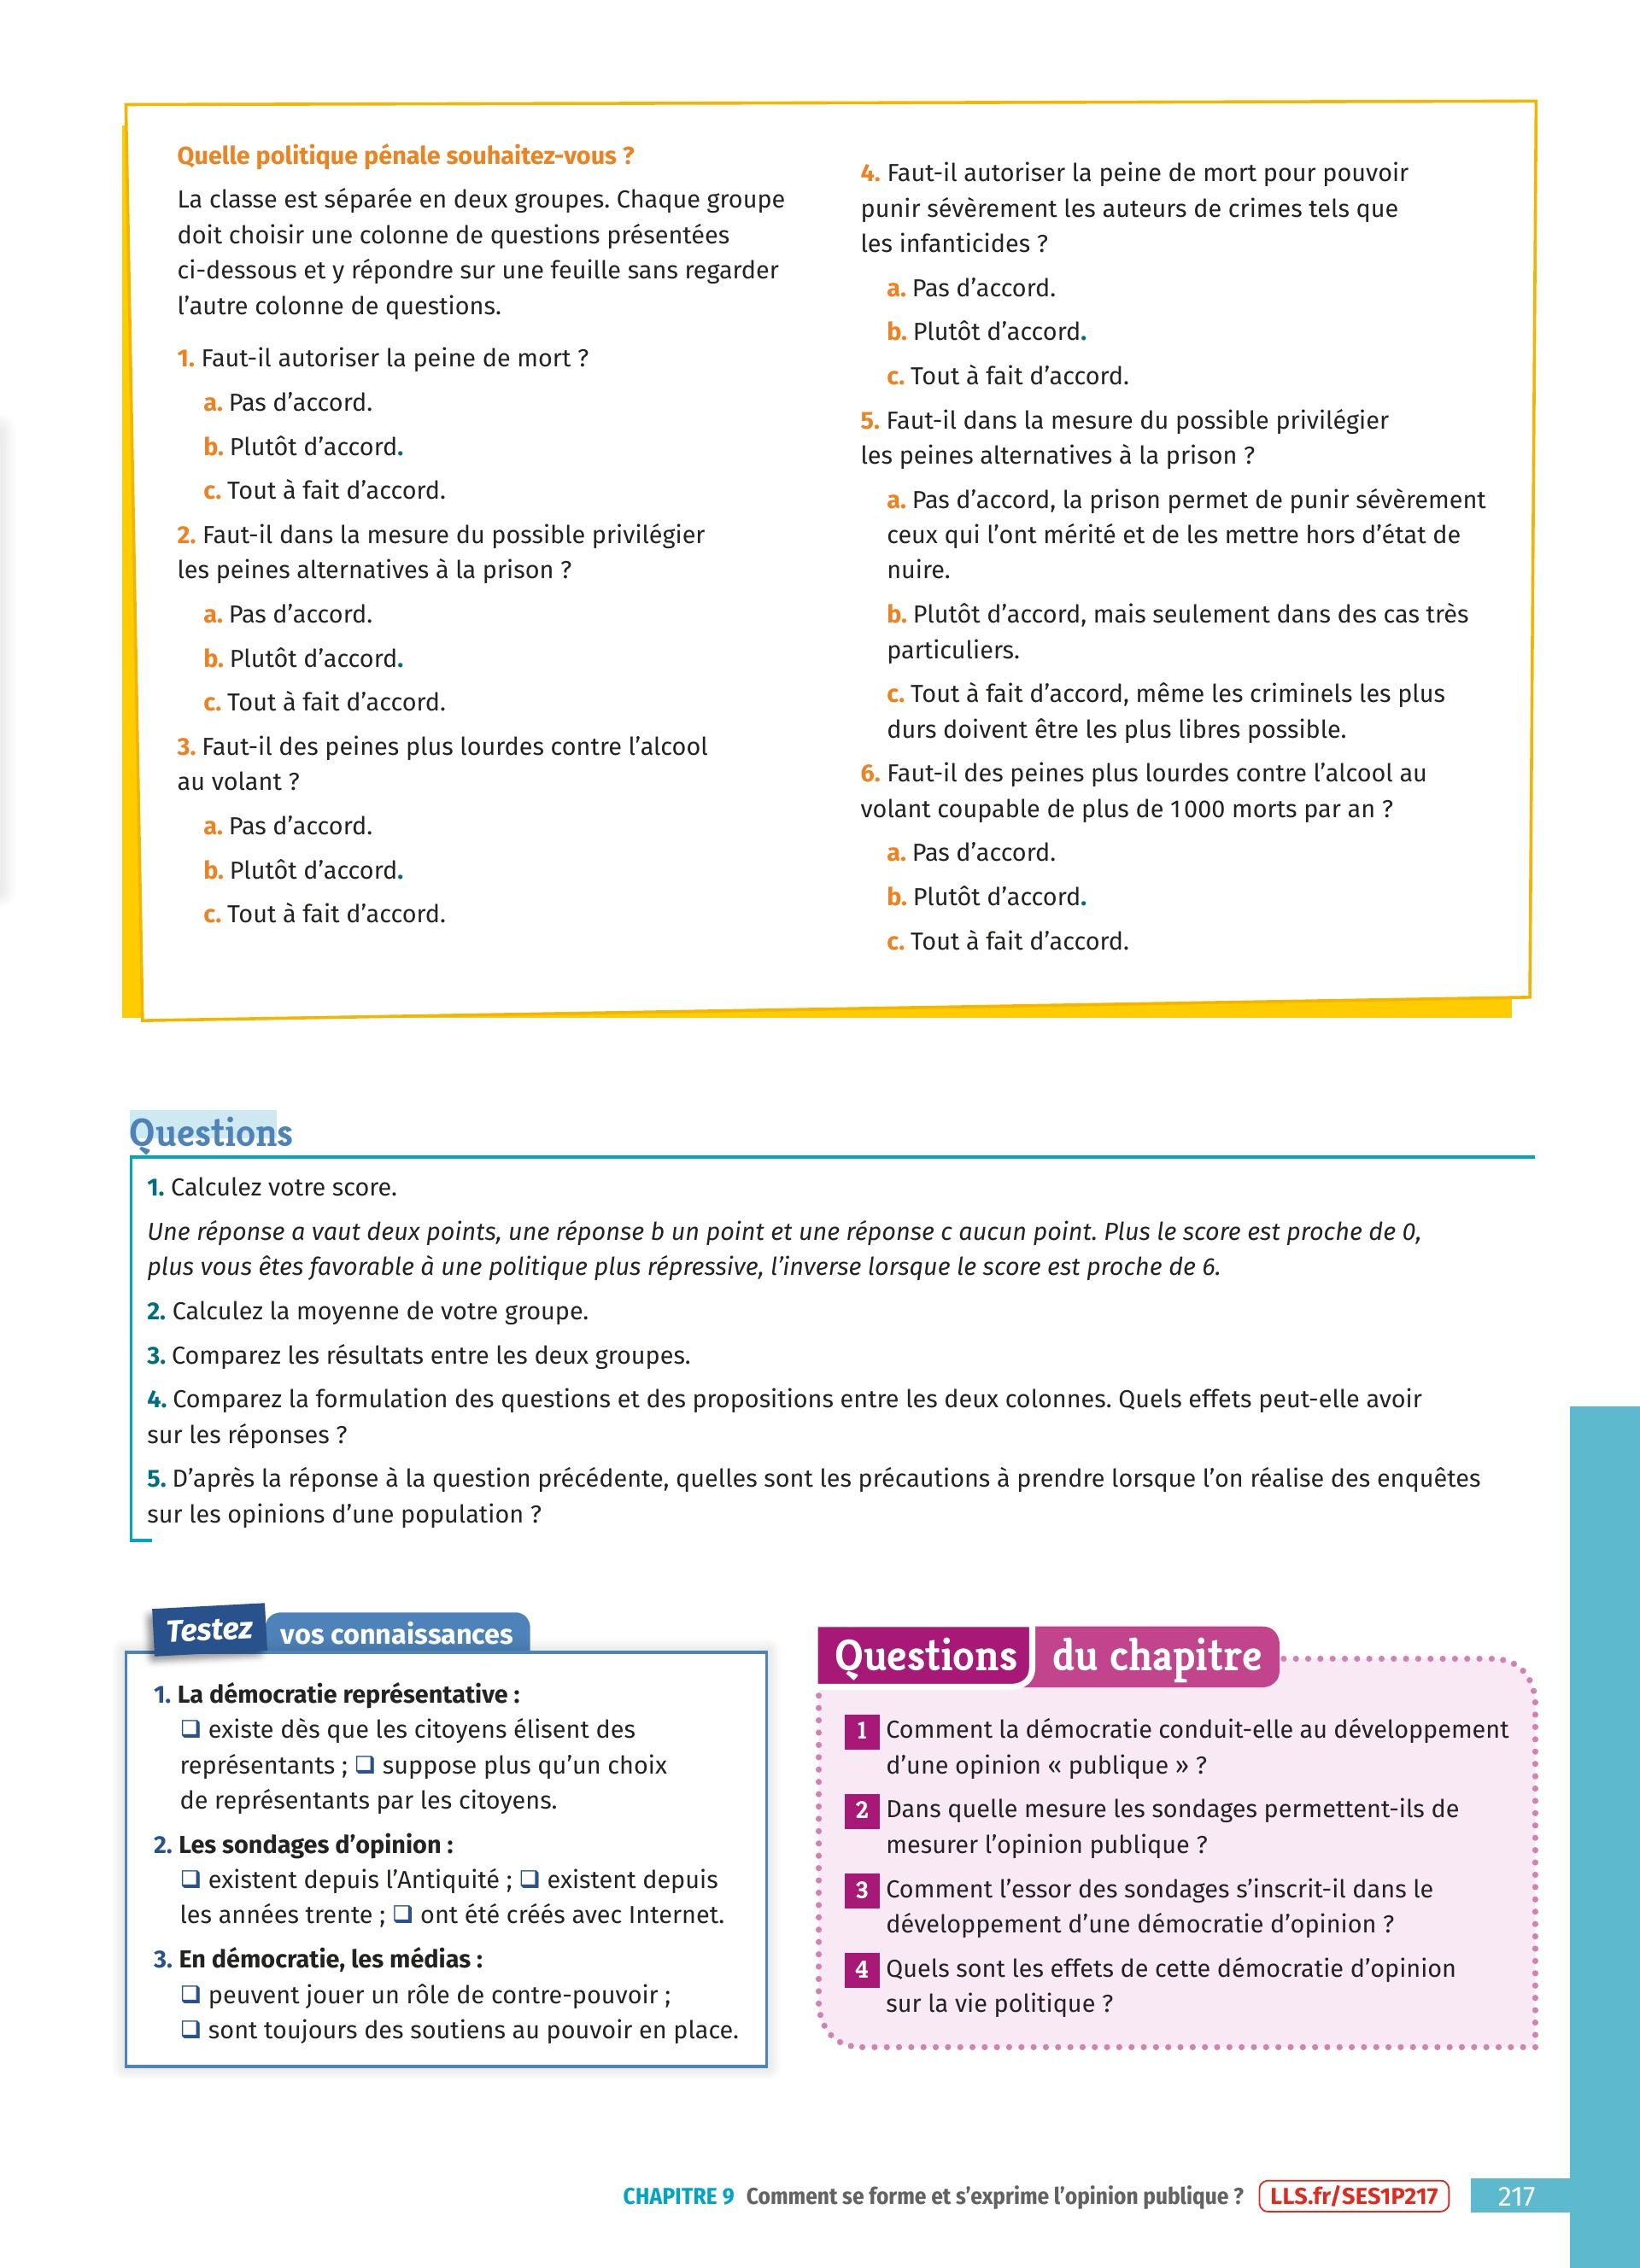 Quelle politique pénale souhaitez-vous ?
La classe est séparée en deux groupes. Chaque groupe
doit choisir une colonne de questions présentées
ci-dessous et y répondre sur une feuille sans regarder
l’autre colonne de questions.
1. Faut-il autoriser la peine de mort ?
a. Pas d’accord.
b. Plutôt d’accord.
c. Tout à fait d’accord.
2. Faut-il dans la mesure du possible privilégier
les peines alternatives à la prison ?
a. Pas d’accord.
b. Plutôt d’accord.
c. Tout à fait d’accord.
3. Faut-il des peines plus lourdes contre l’alcool
au volant ?
a. Pas d’accord.
b. Plutôt d’accord.
c. Tout à fait d’accord.
4. Faut-il autoriser la peine de mort pour pouvoir
punir sévèrement les auteurs de crimes tels que
les infanticides ?
a. Pas d’accord.
b. Plutôt d’accord.
c. Tout à fait d’accord.
5. Faut-il dans la mesure du possible privilégier
les peines alternatives à la prison ?
a. Pas d’accord, la prison permet de punir sévèrement
ceux qui l’ont mérité et de les mettre hors d’état de
nuire.
b. Plutôt d’accord, mais seulement dans des cas très
particuliers.
c. Tout à fait d’accord, même les criminels les plus
durs doivent être les plus libres possible.
6. Faut-il des peines plus lourdes contre l’alcool au
volant coupable de plus de 1000 morts par an ?
a. Pas d’accord.
b. Plutôt d’accord.
c. Tout à fait d’accord.
Questions
1. Calculez votre score.
Une réponse a vaut deux points, une réponse b un point et une réponse c aucun point. Plus le score est proche de 0,
plus vous êtes favorable à une politique plus répressive, l’inverse lorsque le score est proche de 6.
2. Calculez la moyenne de votre groupe.
3. Comparez les résultats entre les deux groupes.
4. Comparez la formulation des questions et des propositions entre les deux colonnes. Quels effets peut-elle avoir
sur les réponses ?
5. D’après la réponse à la question précédente, quelles sont les précautions à prendre lorsque l’on réalise des enquêtes
sur les opinions d’une population ?
Testez vos connaissances
1. La démocratie représentative :
❑ existe dès que les citoyens élisent des
représentants ; ❑ suppose plus qu’un choix
de représentants par les citoyens.
2. Les sondages d’opinion :
❑ existent depuis l’Antiquité ; ❑ existent depuis
les années trente ; ❑ ont été créés avec Internet.
3. En démocratie, les médias :
❑ peuvent jouer un rôle de contre-pouvoir ;
❑ sont toujours des soutiens au pouvoir en place.
Questions du chapitre
1 Comment la démocratie conduit-elle au développement
d’une opinion « publique » ?
2 Dans quelle mesure les sondages permettent-ils de
mesurer l’opinion publique ?
3 Comment l’essor des sondages s’inscrit-il dans le
développement d’une démocratie d’opinion ?
4 Quels sont les effets de cette démocratie d’opinion
sur la vie politique ?
CHAPITRE 9 Comment se forme et s’exprime l’opinion publique ? LLS.fr/SES1P217 217